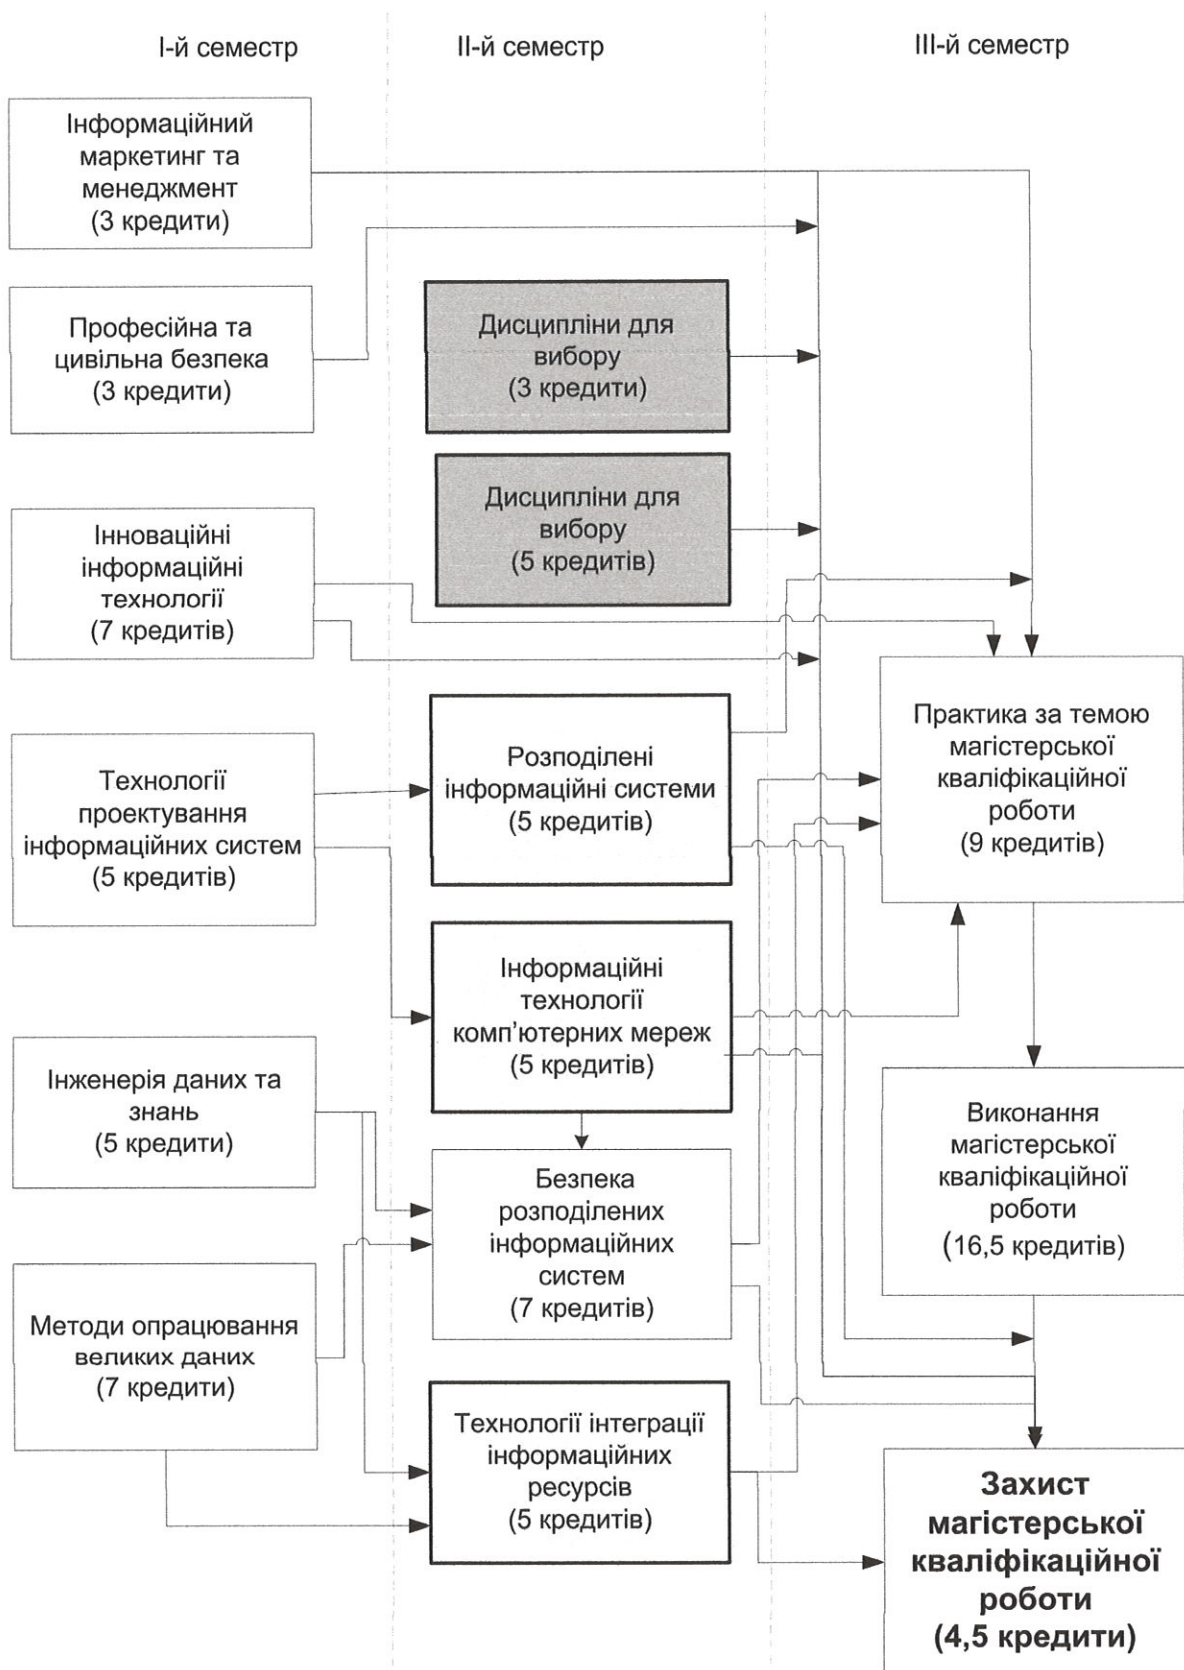 І-й семестр
ІІ-й семестр
ІІІ-й семестр
Інформаційний
маркетинг та
менеджмент
(3 кредити)
Професійна та
цивільна безпека
(3 кредити)
Інноваційні
інформаційні
технології
(7 кредитів)
Технології
проектування
інформаційних систем
(5 кредитів)
Інженерія даних та
знань
(5 кредити)
Методи опрацювання
великих даних
(7 кредити)
Дисципліни для
вибору
(3 кредити)
Дисципліни для
вибору
(5 кредитів)
Розподілені
інформаційні системи
(5 кредитів)
Інформаційні
технології
комп’ютерних мереж
(5 кредитів)
Безпека
розподілених
інформаційних
систем
(7 кредитів)
Технології інтеграції
інформаційних
ресурсів
(5 кредитів)
Практика за темою
магістерської
кваліфікаційної
роботи
(9 кредитів)
Виконання
магістерської
кваліфікаційної
роботи
(16,5 кредитів)
Захист
магістерської
кваліфікаційної
роботи
(4,5 кредити)